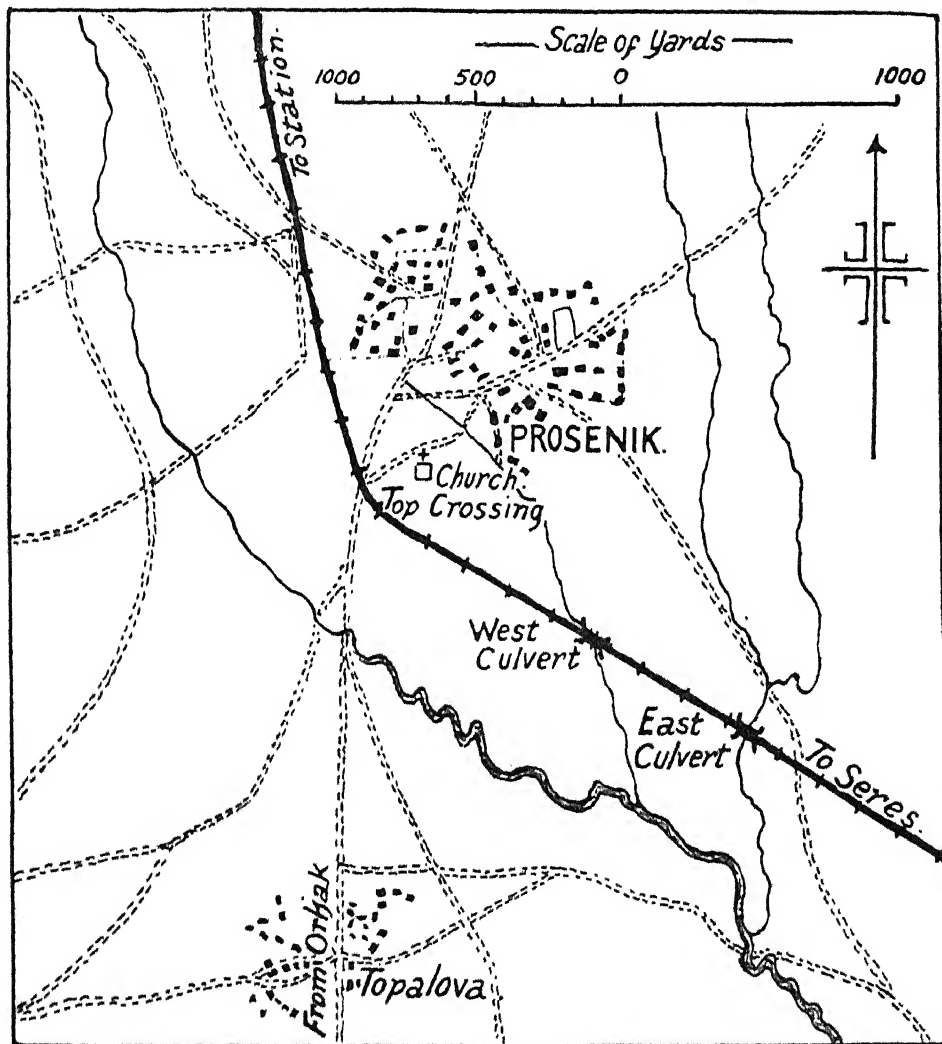 Scale of Yards
1000 500 0 1000
To Station.
PROSENIK.
Church.
Top Crossing
West
Culvert
East
Culvert
To Seres.
From Orhak
Topalova